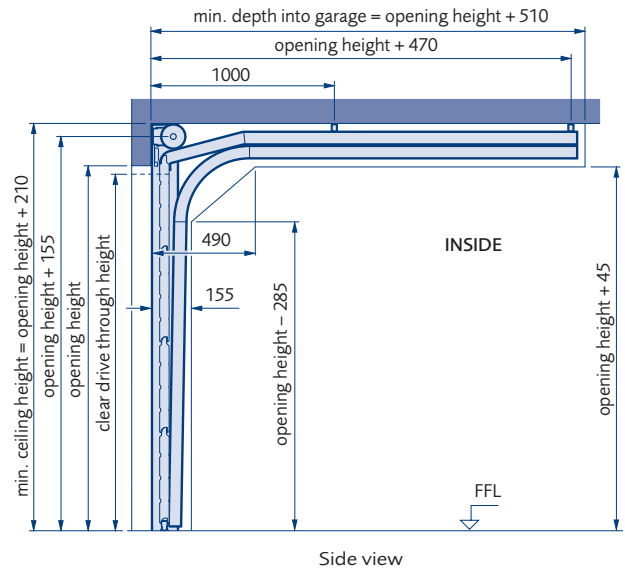 min. depth into garage = opening height + 510
opening height + 470
1000
min. ceiling height = opening height + 210
opening height + 155
opening height
clear drive through height
490
155
opening height – 285
INSIDE
opening height + 45
FFL
Side view